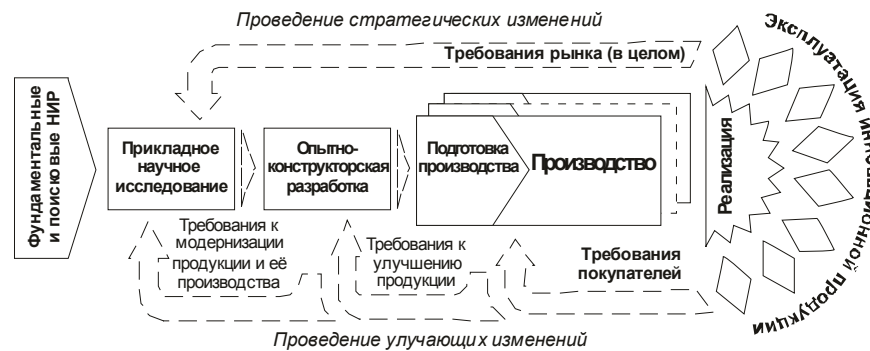 Проведение стратегических изменений
Требования рынка (в целом)
Эксплуатация инновационной продукции
Фундаментальные
и поисковые НИР
Прикладное
научное
исследование
Опытно-
конструкторская
разработка
Подготовка
производства
Производство
Реализация
Требования к
модернизации
продукции и её
производства
Требования к
улучшению
продукции
Требования
покупателей
Проведение улучающих изменений